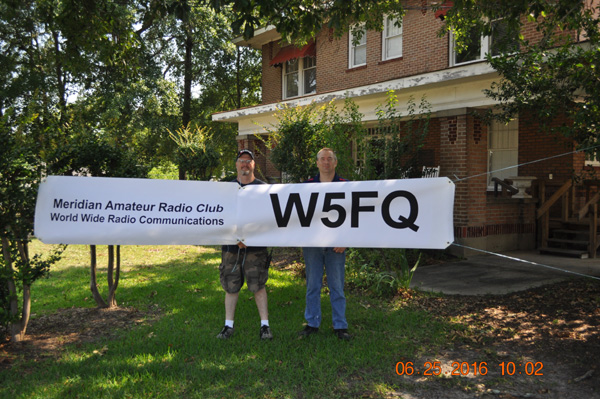 Meridian Amateur Radio Club
World Wide Radio Communications
W5FQ
06·25·2016 10:02